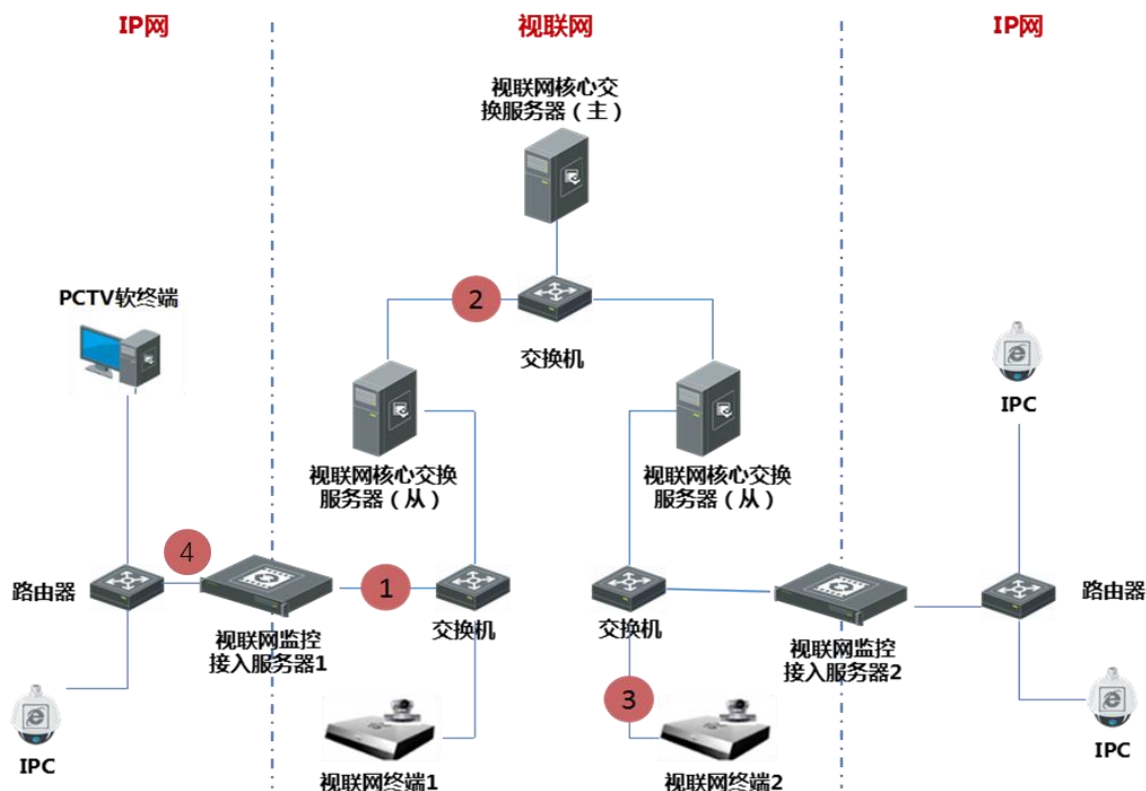 IP网
视联网
IP网
视联网核心交
换服务器（主）
2
交换机
PCTV软终端
IPC
视联网核心交换
服务器（从）
视联网核心交换
服务器（从）
4
1
路由器
视联网监控
接入服务器1
交换机
交换机
视联网监控
接入服务器2
路由器
3
IPC
视联网终端1
视联网终端2
IPC